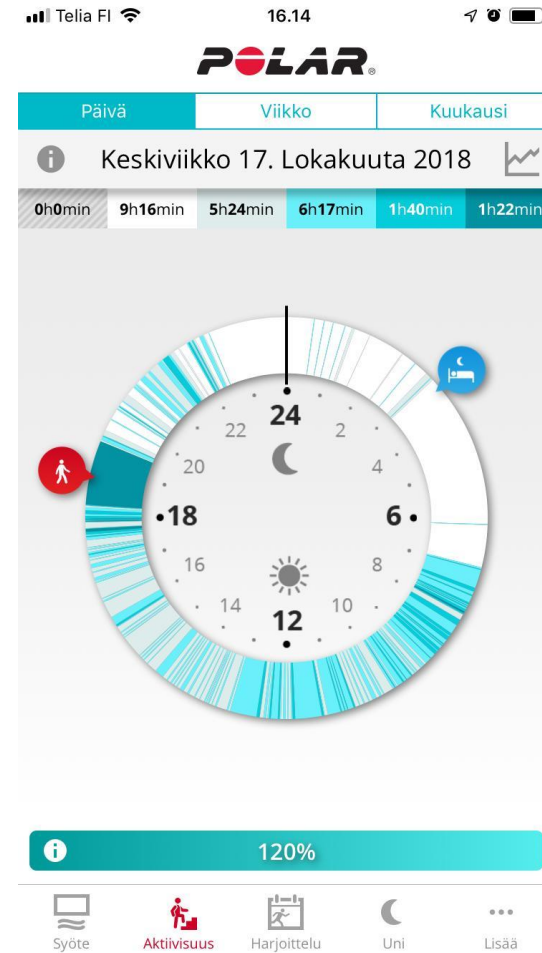 Telia FI 16.14
POLAR®
Päivä Viikko Kuukausi
Keskiviikko 17. Lokakuuta 2018
0h0min 9h16min 5h24min 6h17min 1h40min 1h22min
24
22 2
20 4
18 6
16 8
14 10
12
120%
Syöte Aktiivisuus Harjoittelu Uni Lisää